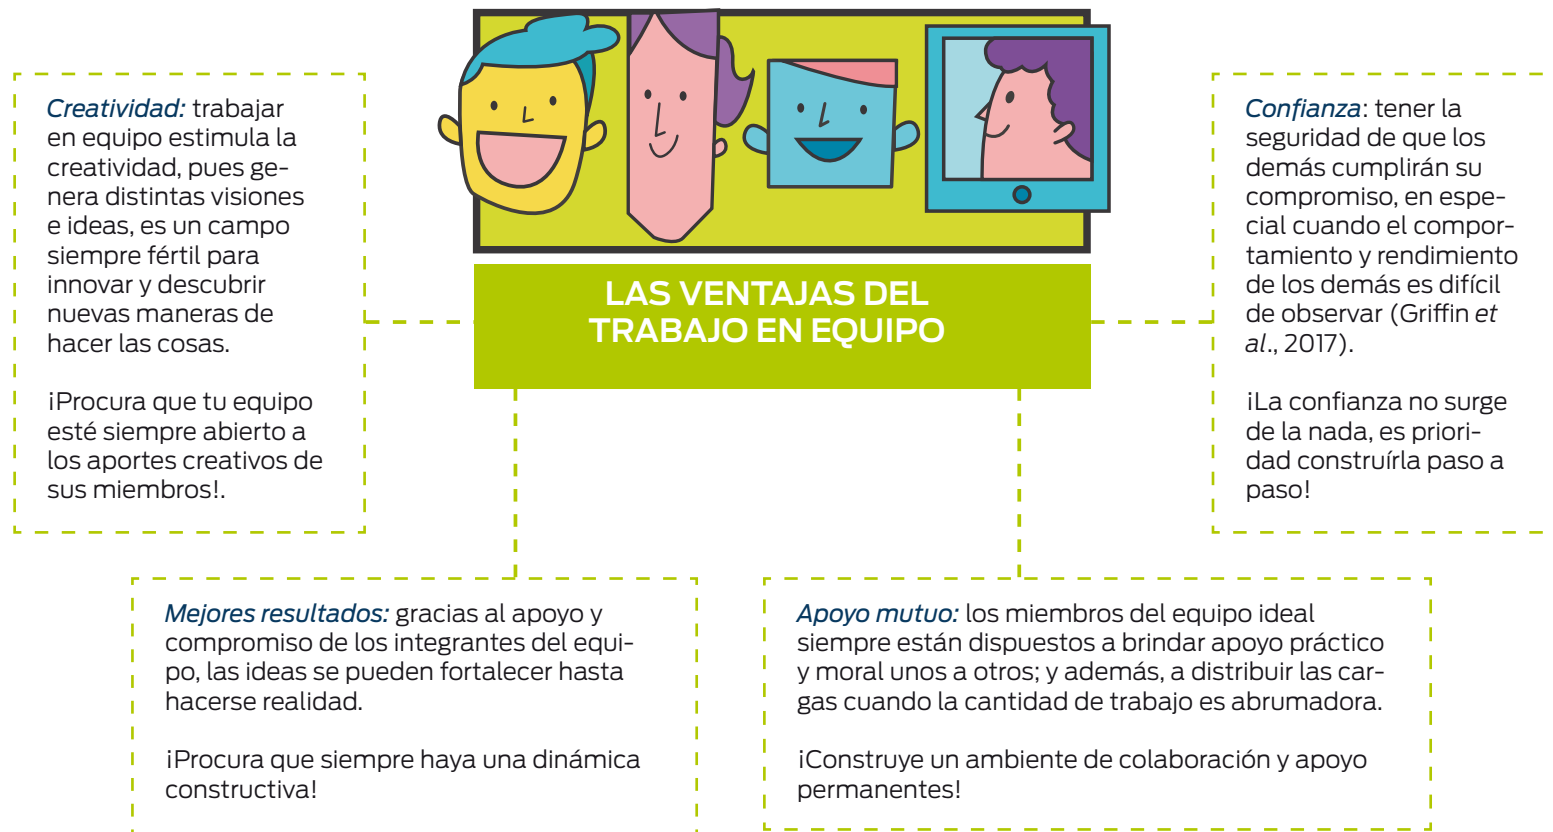 LAS VENTAJAS DEL
TRABAJO EN EQUIPO
Creatividad: trabajar
en equipo estimula la
creatividad, pues ge-
nera distintas visiones
e ideas, es un campo
siempre fértil para
innovar y descubrir
nuevas maneras de
hacer las cosas.
¡Procura que tu equipo
esté siempre abierto a
los aportes creativos de
sus miembros!.
Confianza: tener la
seguridad de que los
demás cumplirán su
compromiso, en espe-
cial cuando el compor-
tamiento y rendimiento
de los demás es difícil
de observar (Griffin et
al., 2017).
¡La confianza no surge
de la nada, es priori-
dad construírla paso a
paso!
Mejores resultados: gracias al apoyo y
compromiso de los integrantes del equi-
po, las ideas se pueden fortalecer hasta
hacerse realidad.
¡Procura que siempre haya una dinámica
constructiva!
Apoyo mutuo: los miembros del equipo ideal
siempre están dispuestos a brindar apoyo práctico
y moral unos a otros; y además, a distribuir las car-
gas cuando la cantidad de trabajo es abrumadora.
¡Construye un ambiente de colaboración y apoyo
permanentes!